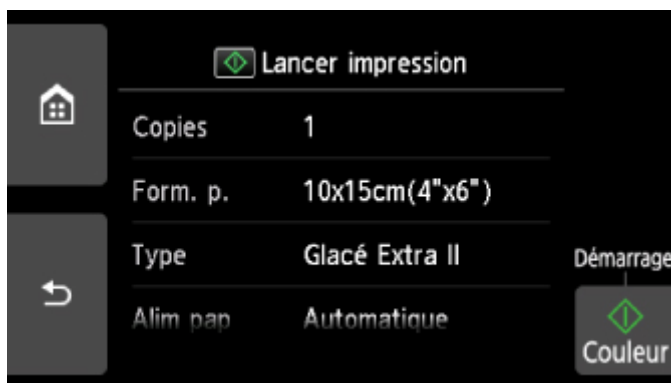 Lancer impression
Copies 1
Form. p. 10x15cm(4"x6")
Type Glacé Extra II
Alim pap Automatique
Démarrage
Couleur